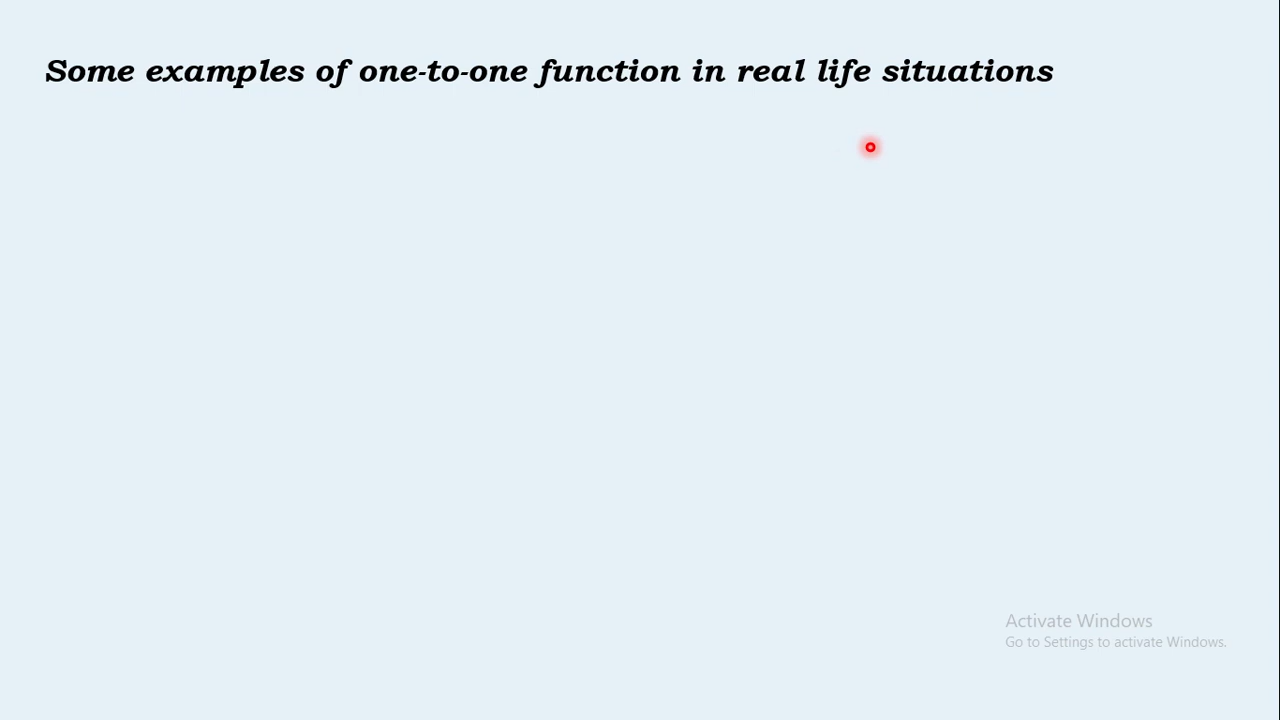 Some examples of one-to-one function in real life situations
Activate Windows
Go to Settings to activate Windows.